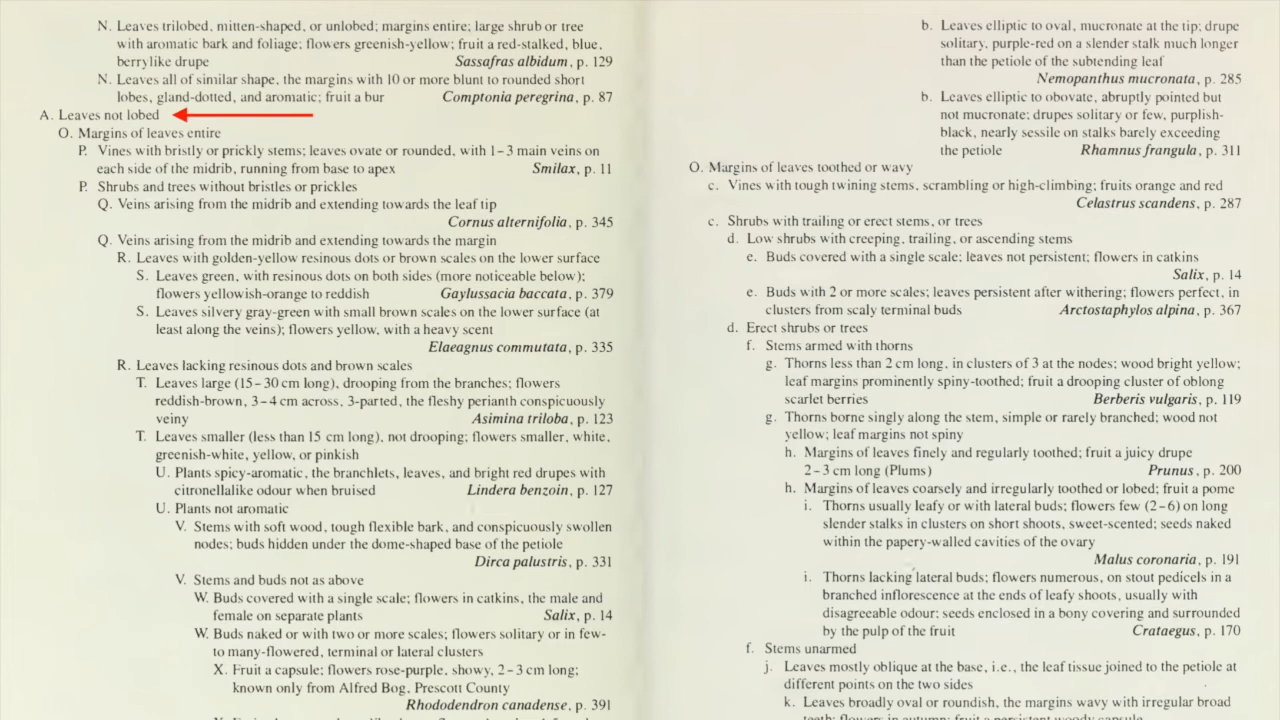 N. Leaves trilobed, mitten-shaped, or unlobed; margins entire; large shrub or tree
with aromatic bark and foliage; flowers greenish-yellow; fruit a red-stalked, blue,
berrylike drupe Sassafras albidum, p. 129
N. Leaves all of similar shape, the margins with 10 or more blunt to rounded short
lobes, gland-dotted, and aromatic; fruit a bur Comptonia peregrina, p. 87
A. Leaves not lobed
O. Margins of leaves entire
P. Vines with bristly or prickly stems; leaves ovate or rounded, with 1–3 main veins on
each side of the midrib, running from base to apex Smilax, p. 11
P. Shrubs and trees without bristles or prickles
Q. Veins arising from the midrib and extending towards the leaf tip
Cornus alternifolia, p. 345
Q. Veins arising from the midrib and extending towards the margin
R. Leaves with golden-yellow resinous dots or brown scales on the lower surface
S. Leaves green, with resinous dots on both sides (more noticeable below);
flowers yellowish-orange to reddish Gaylussacia baccata, p. 379
S. Leaves silvery gray-green with small brown scales on the lower surface (at
least along the veins); flowers yellow, with a heavy scent
Elaeagnus commutata, p. 335
R. Leaves lacking resinous dots and brown scales
T. Leaves large (15–30 cm long), drooping from the branches; flowers
reddish-brown, 3–4 cm across, 3-parted, the fleshy perianth conspicuously
veiny Asimina triloba, p. 123
T. Leaves smaller (less than 15 cm long), not drooping; flowers smaller, white,
greenish-white, yellow, or pinkish
U. Plants spicy-aromatic, the branchlets, leaves, and bright red drupes with
citronellalike odour when bruised Lindera benzoin, p. 127
U. Plants not aromatic
V. Stems with soft wood, tough flexible bark, and conspicuously swollen
nodes; buds hidden under the dome-shaped base of the petiole
Dirca palustris, p. 331
V. Stems and buds not as above
W. Buds covered with a single scale; flowers in catkins, the male and
female on separate plants Salix, p. 14
W. Buds naked or with two or more scales; flowers solitary or in few-
to many-flowered, terminal or lateral clusters
X. Fruit a capsule; flowers rose-purple, showy, 2–3 cm long;
known only from Alfred Bog, Prescott County
Rhododendron canadense, p. 391
b. Leaves elliptic to oval, mucronate at the tip; drupe
solitary, purple-red on a slender stalk much longer
than the petiole of the subtending leaf
Nemopanthus mucronata, p. 285
b. Leaves elliptic to obovate, abruptly pointed but
not mucronate; drupes solitary or few, purplish-
black, nearly sessile on stalks barely exceeding
the petiole Rhamnus frangula, p. 311
O. Margins of leaves toothed or wavy
c. Vines with tough twining stems, scrambling or high-climbing; fruits orange and red
Celastrus scandens, p. 287
c. Shrubs with trailing or erect stems, or trees
d. Low shrubs with creeping, trailing, or ascending stems
e. Buds covered with a single scale; leaves not persistent; flowers in catkins
Salix, p. 14
e. Buds with 2 or more scales; leaves persistent after withering; flowers perfect, in
clusters from scaly terminal buds Arctostaphylos alpina, p. 367
d. Erect shrubs or trees
f. Stems armed with thorns
g. Thorns less than 2 cm long, in clusters of 3 at the nodes; wood bright yellow;
leaf margins prominently spiny-toothed; fruit a drooping cluster of oblong
scarlet berries Berberis vulgaris, p. 119
g. Thorns borne singly along the stem, simple or rarely branched; wood not
yellow; leaf margins not spiny
h. Margins of leaves finely and regularly toothed; fruit a juicy drupe
2–3 cm long (Plums) Prunus, p. 200
h. Margins of leaves coarsely and irregularly toothed or lobed; fruit a pome
i. Thorns usually leafy or with lateral buds; flowers few (2–6) on long
slender stalks in clusters on short shoots, sweet-scented; seeds naked
within the papery-walled cavities of the ovary
Malus coronaria, p. 191
i. Thorns lacking lateral buds; flowers numerous, on stout pedicels in a
branched inflorescence at the ends of leafy shoots, usually with
disagreeable odour; seeds enclosed in a bony covering and surrounded
by the pulp of the fruit Crataegus, p. 170
f. Stems unarmed
j. Leaves mostly oblique at the base, i.e., the leaf tissue joined to the petiole at
different points on the two sides
k. Leaves broadly oval or roundish, the margins wavy with irregular broad